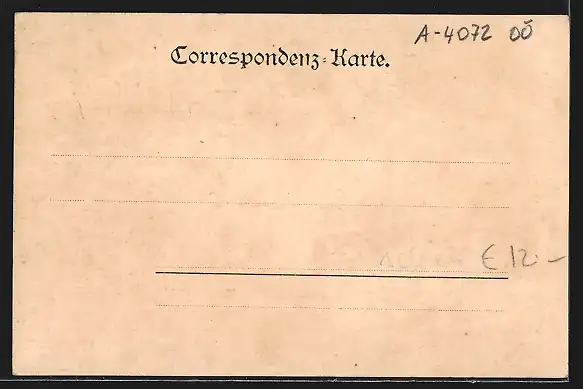 A-4072 OÖ
Correspondenz-Karte.
€ 12.-